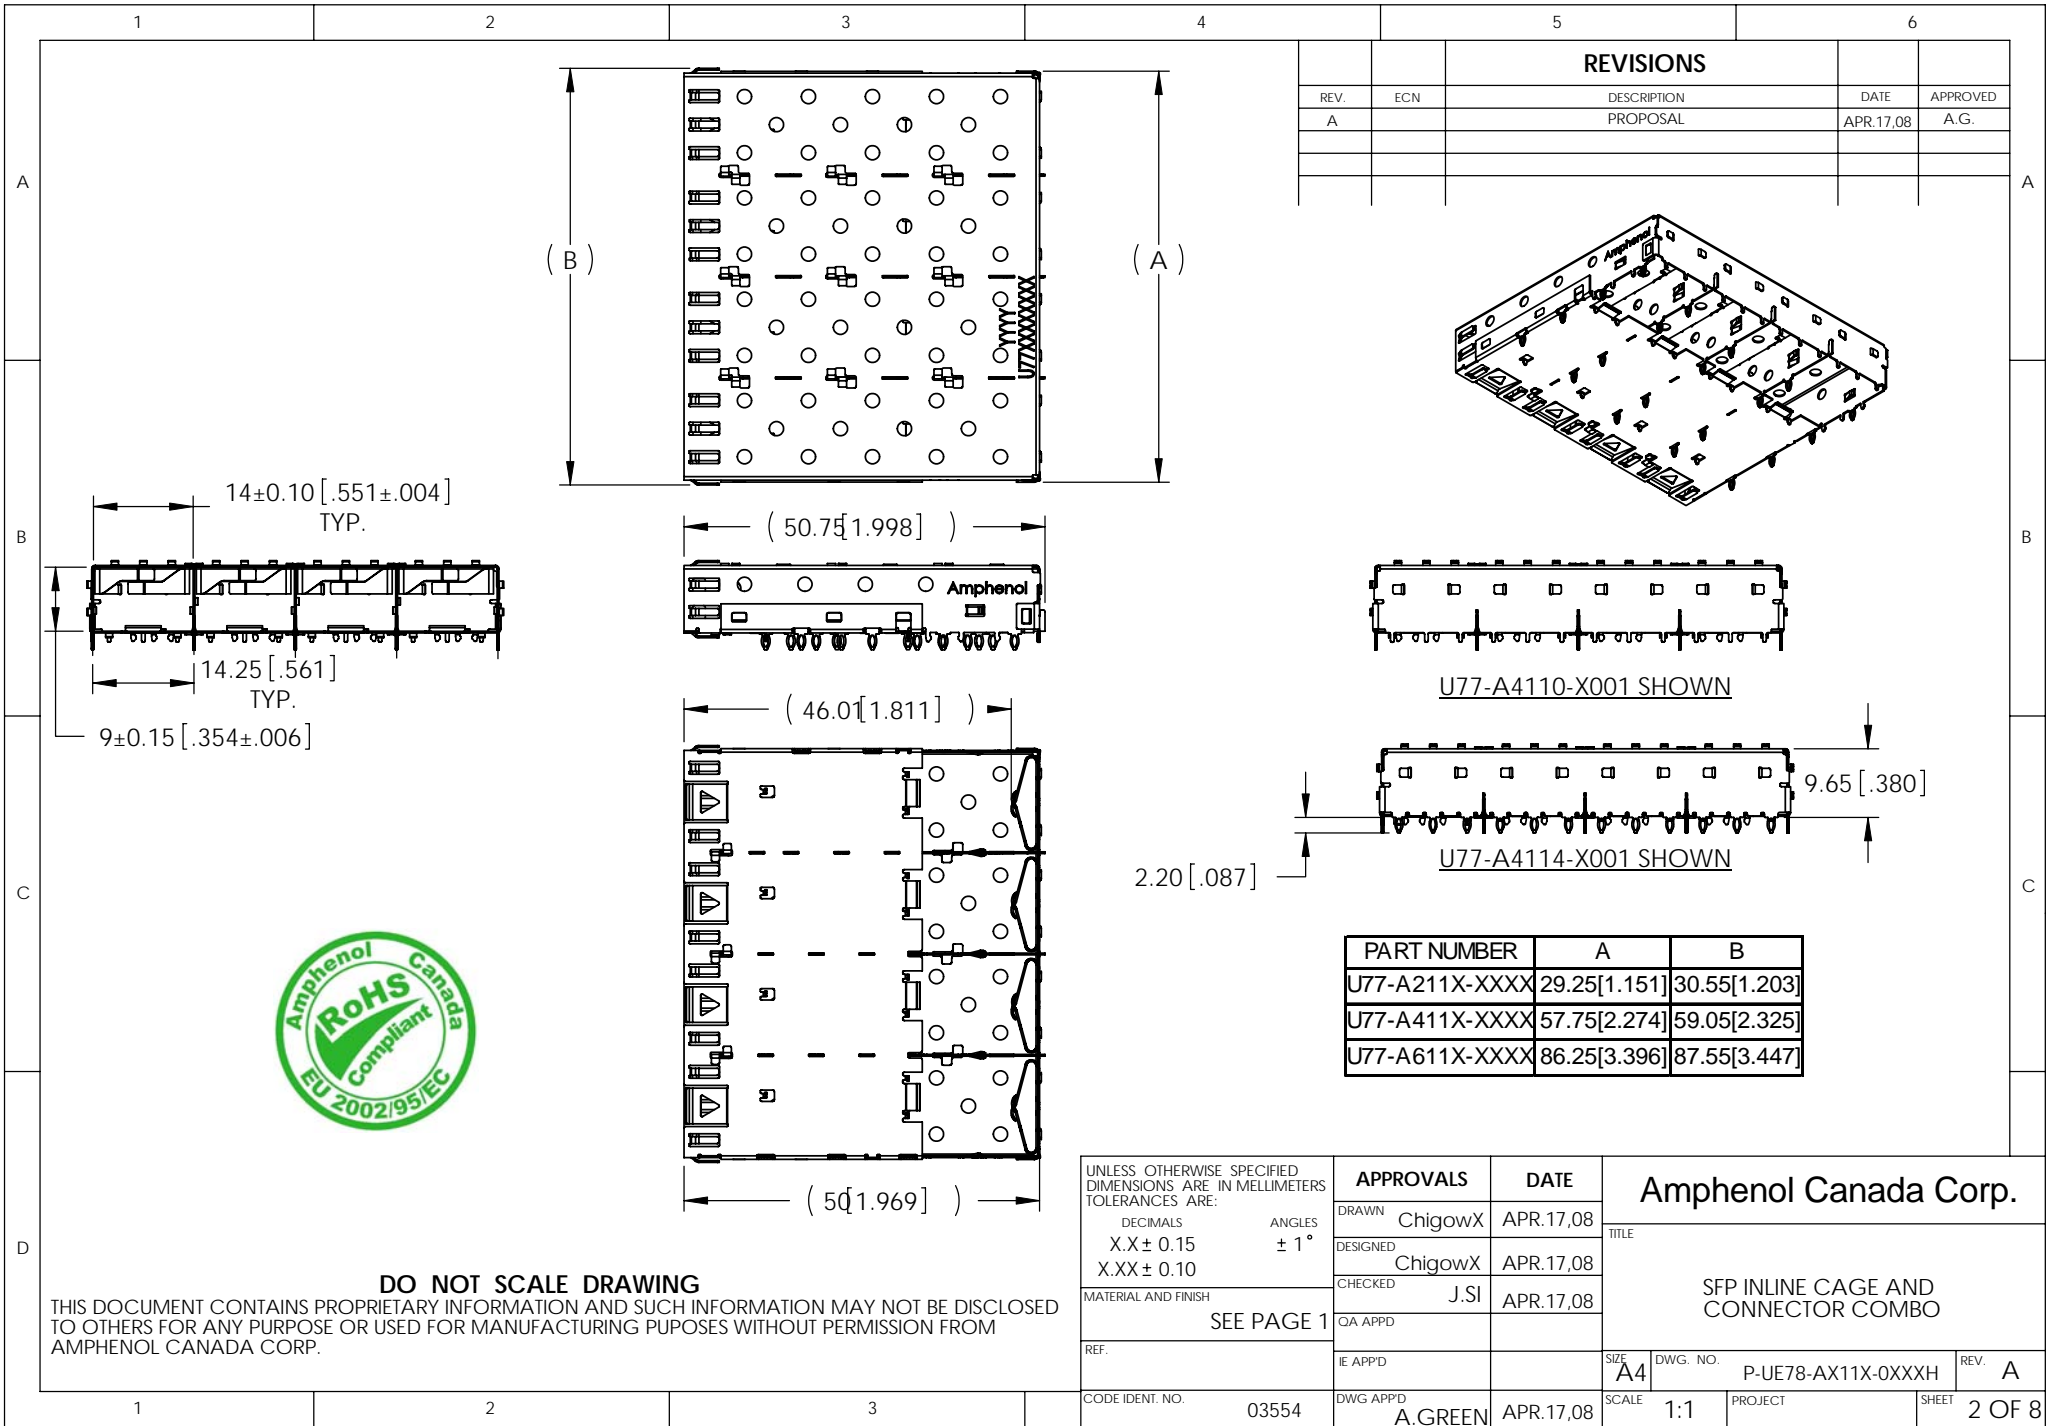 1 2 3 4 5 6
REVISIONS
REV. ECN DESCRIPTION DATE APPROVED
A PROPOSAL APR.17,08 A.G.
A A
B B
C C
D
( B )
( A )
YYY
U77XXXXXX
Amphenol
14±0.10 [.551±.004]
TYP.
( 50.75[1.998] )
Amphenol
14.25 [.561]
TYP.
9±0.15 [.354±.006]
( 46.01[1.811] )
U77-A4110-X001 SHOWN
9.65 [.380]
U77-A4114-X001 SHOWN
2.20 [.087]
( 50[1.969] )
PART NUMBER A B
U77-A211X-XXXX 29.25[1.151] 30.55[1.203]
U77-A411X-XXXX 57.75[2.274] 59.05[2.325]
U77-A611X-XXXX 86.25[3.396] 87.55[3.447]
Amphenol Canada
RoHS
Compliant
EU 2002/95/EC
DO NOT SCALE DRAWING
THIS DOCUMENT CONTAINS PROPRIETARY INFORMATION AND SUCH INFORMATION MAY NOT BE DISCLOSED
TO OTHERS FOR ANY PURPOSE OR USED FOR MANUFACTURING PUPOSES WITHOUT PERMISSION FROM
AMPHENOL CANADA CORP.
UNLESS OTHERWISE SPECIFIED
DIMENSIONS ARE IN MELLIMETERS
TOLERANCES ARE:
DECIMALS ANGLES
X.X ± 0.15 ± 1°
X.XX ± 0.10
MATERIAL AND FINISH
SEE PAGE 1
REF.
CODE IDENT. NO. 03554
APPROVALS DATE
DRAWN ChigowX APR.17,08
DESIGNED ChigowX APR.17,08
CHECKED J.SI APR.17,08
QA APPD
IE APP'D
DWG APP'D A.GREEN APR.17,08
Amphenol Canada Corp.
TITLE
SFP INLINE CAGE AND
CONNECTOR COMBO
SIZE A4 DWG. NO. P-UE78-AX11X-0XXXH REV. A
SCALE 1:1 PROJECT SHEET 2 OF 8
1 2 3